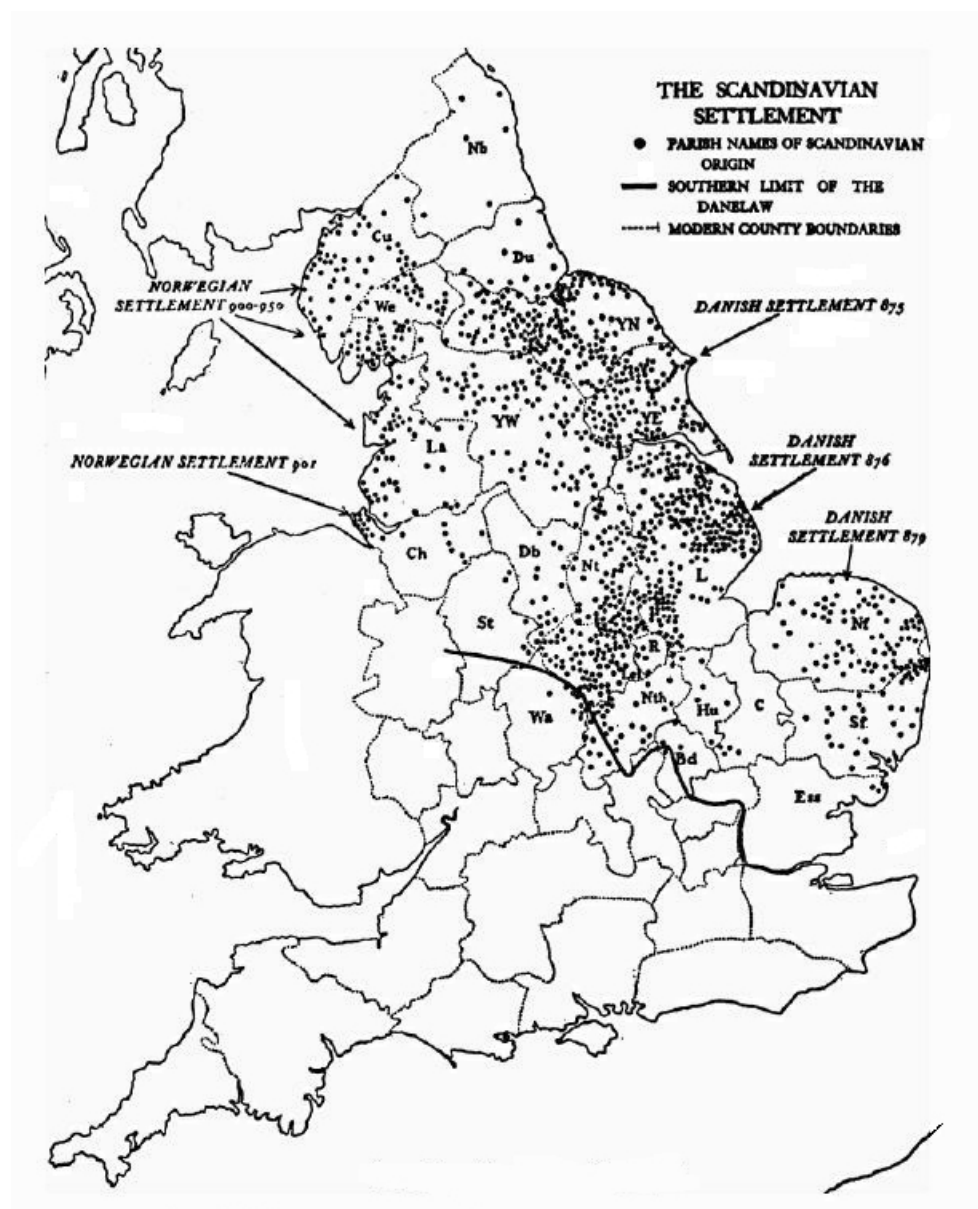 THE SCANDINAVIAN
SETTLEMENT
PARISH NAMES OF SCANDINAVIAN
ORIGIN
SOUTHERN LIMIT OF THE
DANELAW
MODERN COUNTY BOUNDARIES
Nb
Cu
Du
NORWEGIAN
SETTLEMENT 900-950
We
YN
DANISH SETTLEMENT 875
YW
YE
La
NORWEGIAN SETTLEMENT 901
DANISH
SETTLEMENT 876
DANISH
SETTLEMENT 879
Ch
Db
Nt
L
St
R
Nf
Wa
Nth
Hu
C
Sf
Bd
Ess